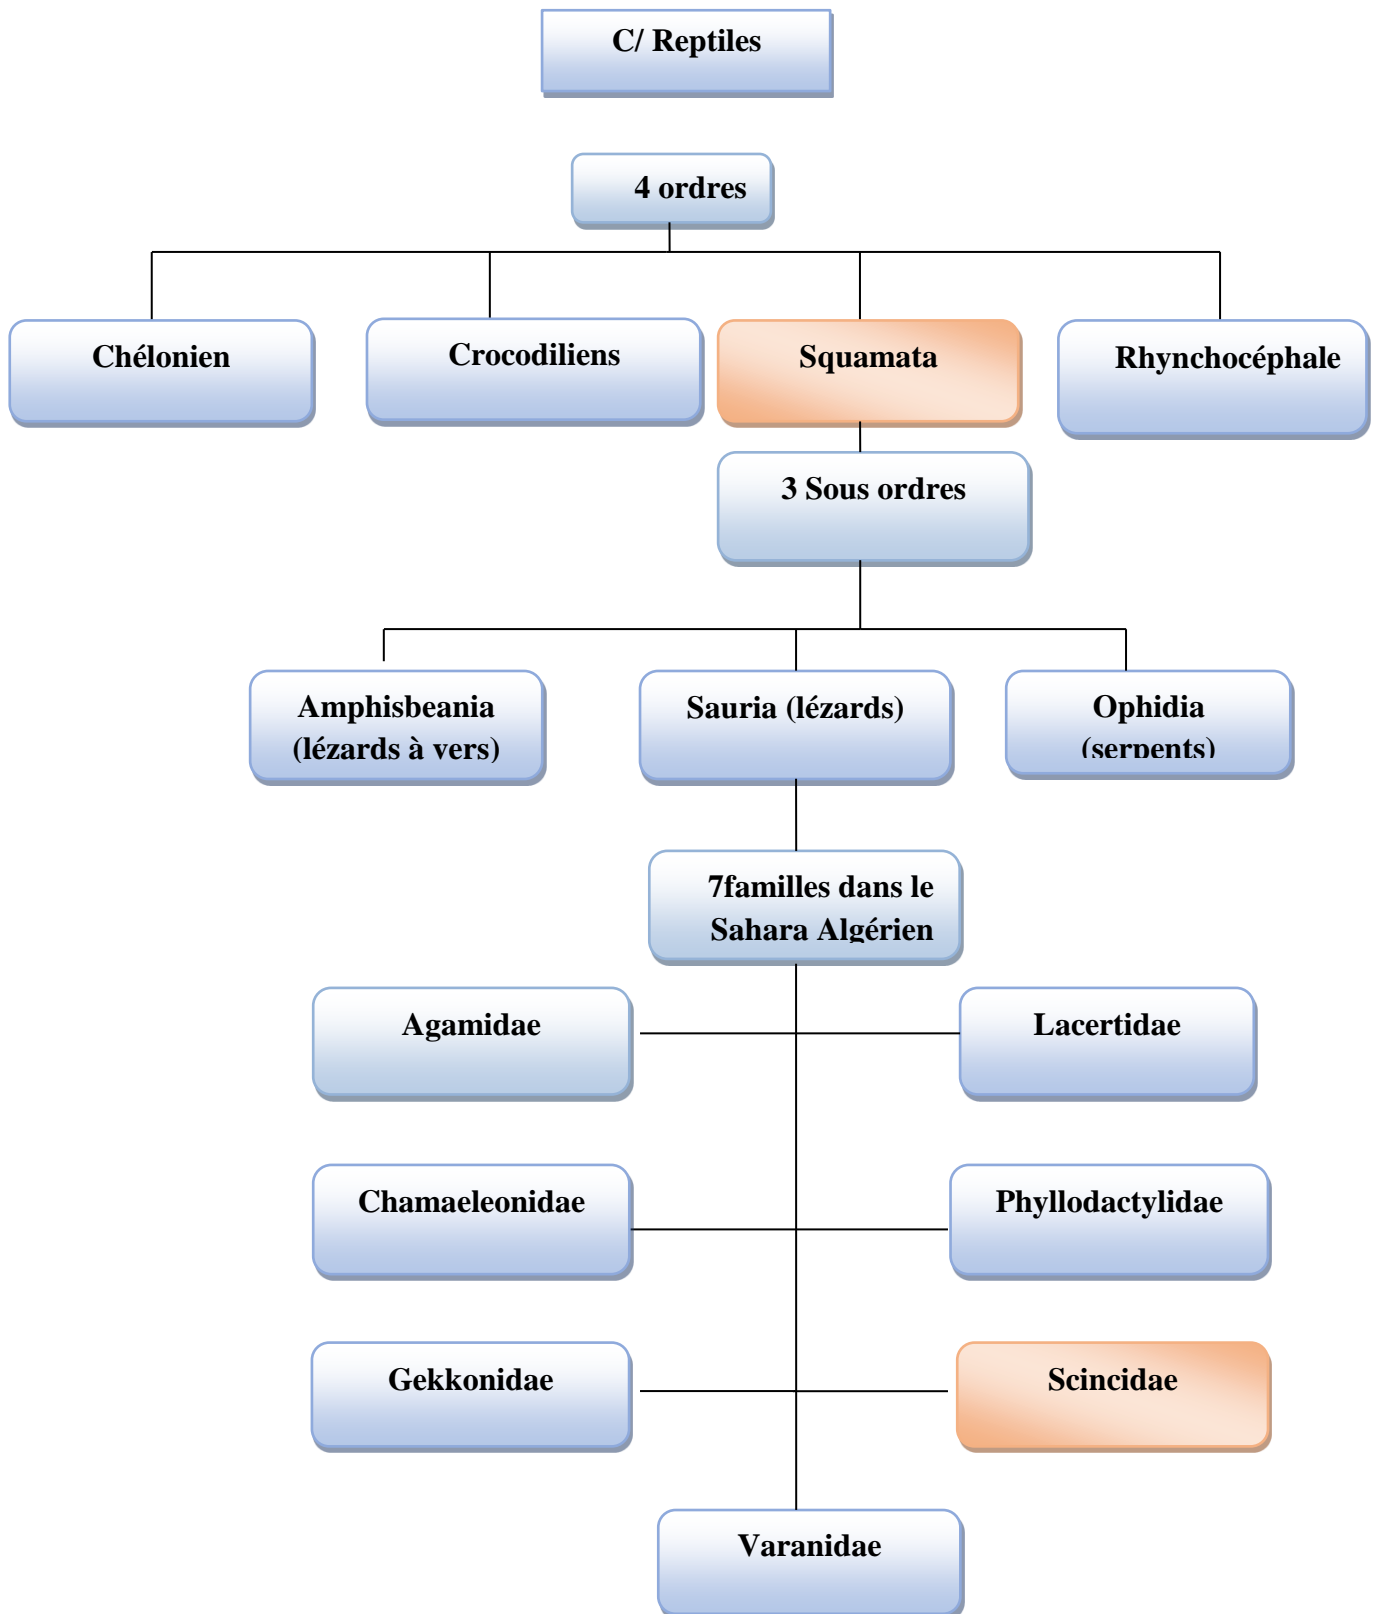 C/ Reptiles
4 ordres
Chélonien
Crocodiliens
Squamata
Rhynchocéphale
3 Sous ordres
Amphisbeania
(lézards à vers)
Sauria (lézards)
Ophidia
(serpents)
7familles dans le
Sahara Algérien
Agamidae
Lacertidae
Chamaeleonidae
Phyllodactylidae
Gekkonidae
Scincidae
Varanidae